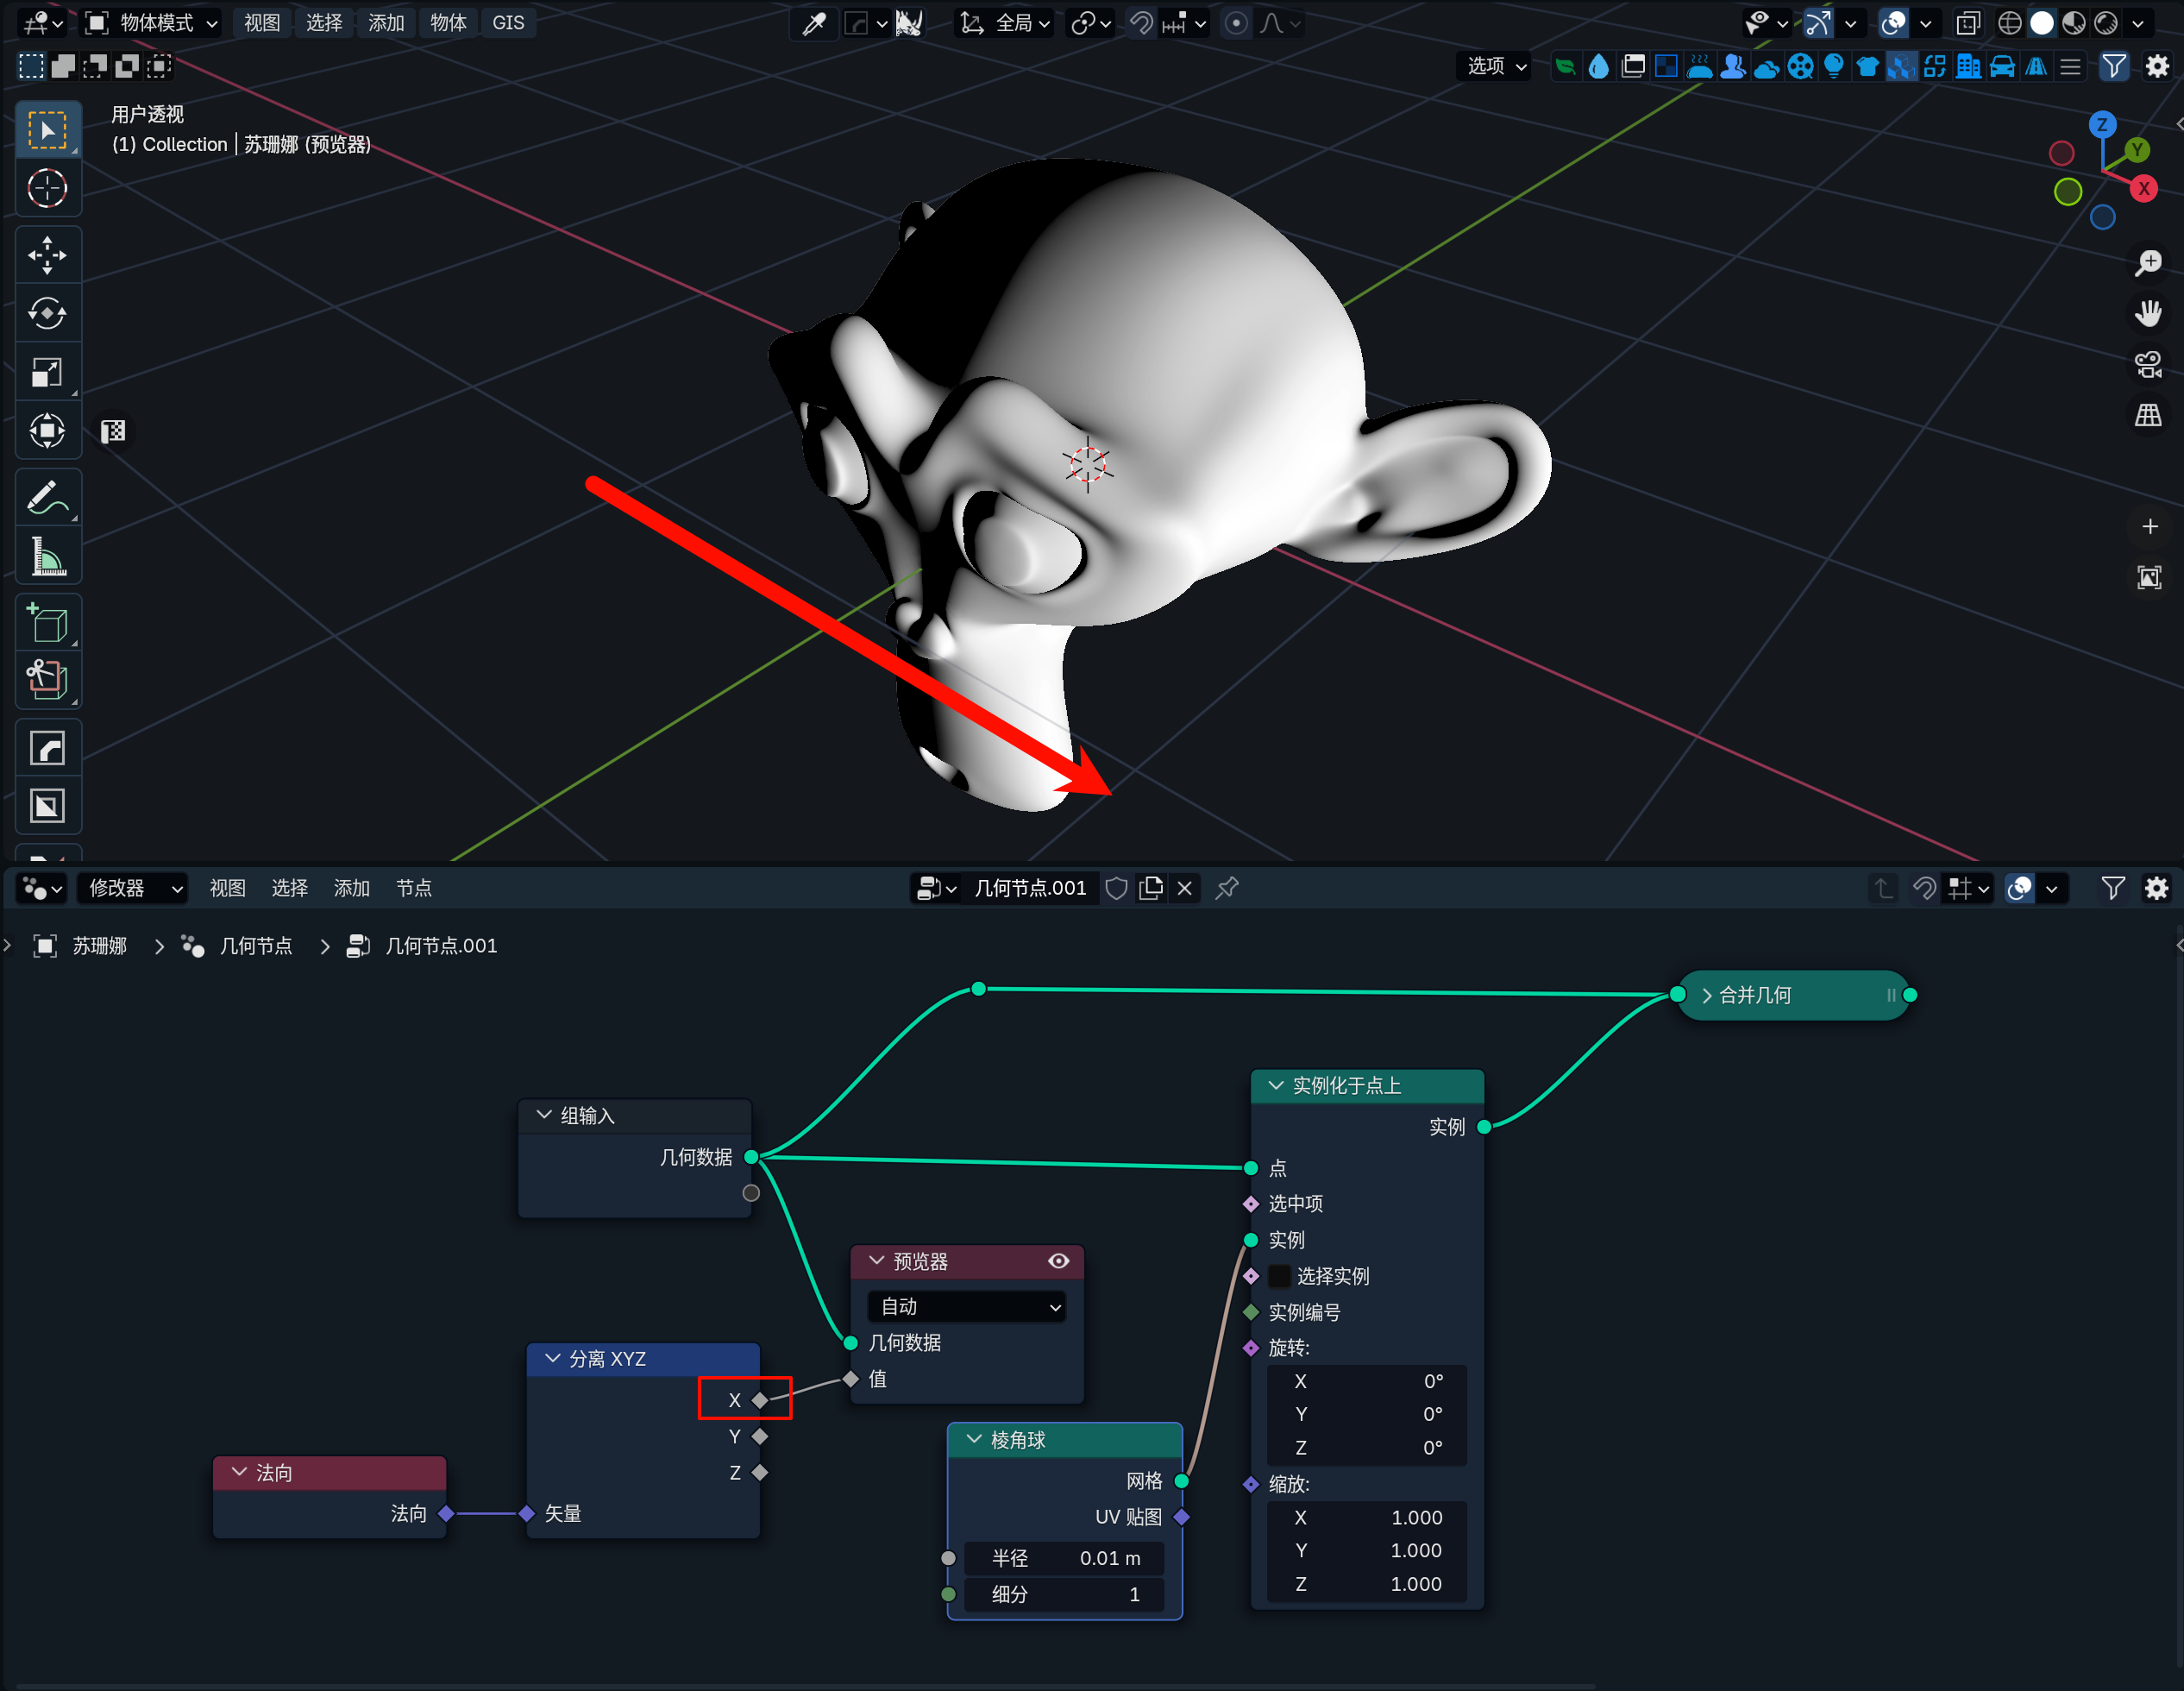 物体模式 视图 选择 添加 物体 GIS 全局
选项
用户透视
(1) Collection | 苏珊娜 (预览器)
Z
Y
X
修改器 视图 选择 添加 节点 几何节点.001
苏珊娜 几何节点 几何节点.001
合并几何
组输入
几何数据
预览器
自动
几何数据
值
分离 XYZ
X
Y
Z
矢量
法向
法向
棱角球
网格
UV 贴图
半径 0.01 m
细分 1
实例化于点上
实例
点
选中项
实例
选择实例
实例编号
旋转:
X 0°
Y 0°
Z 0°
缩放:
X 1.000
Y 1.000
Z 1.000